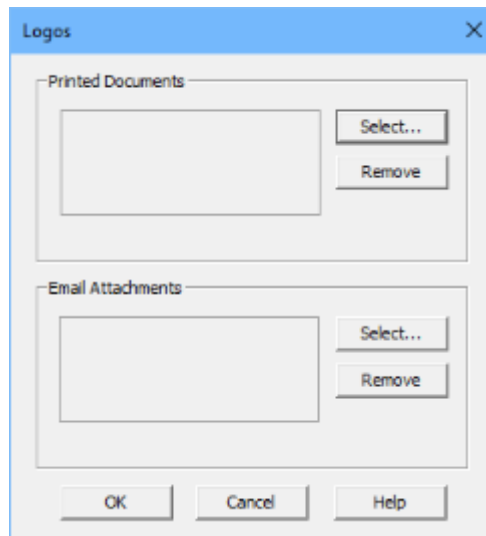 Logos
Printed Documents
Select...
Remove
Email Attachments
Select...
Remove
OK Cancel Help